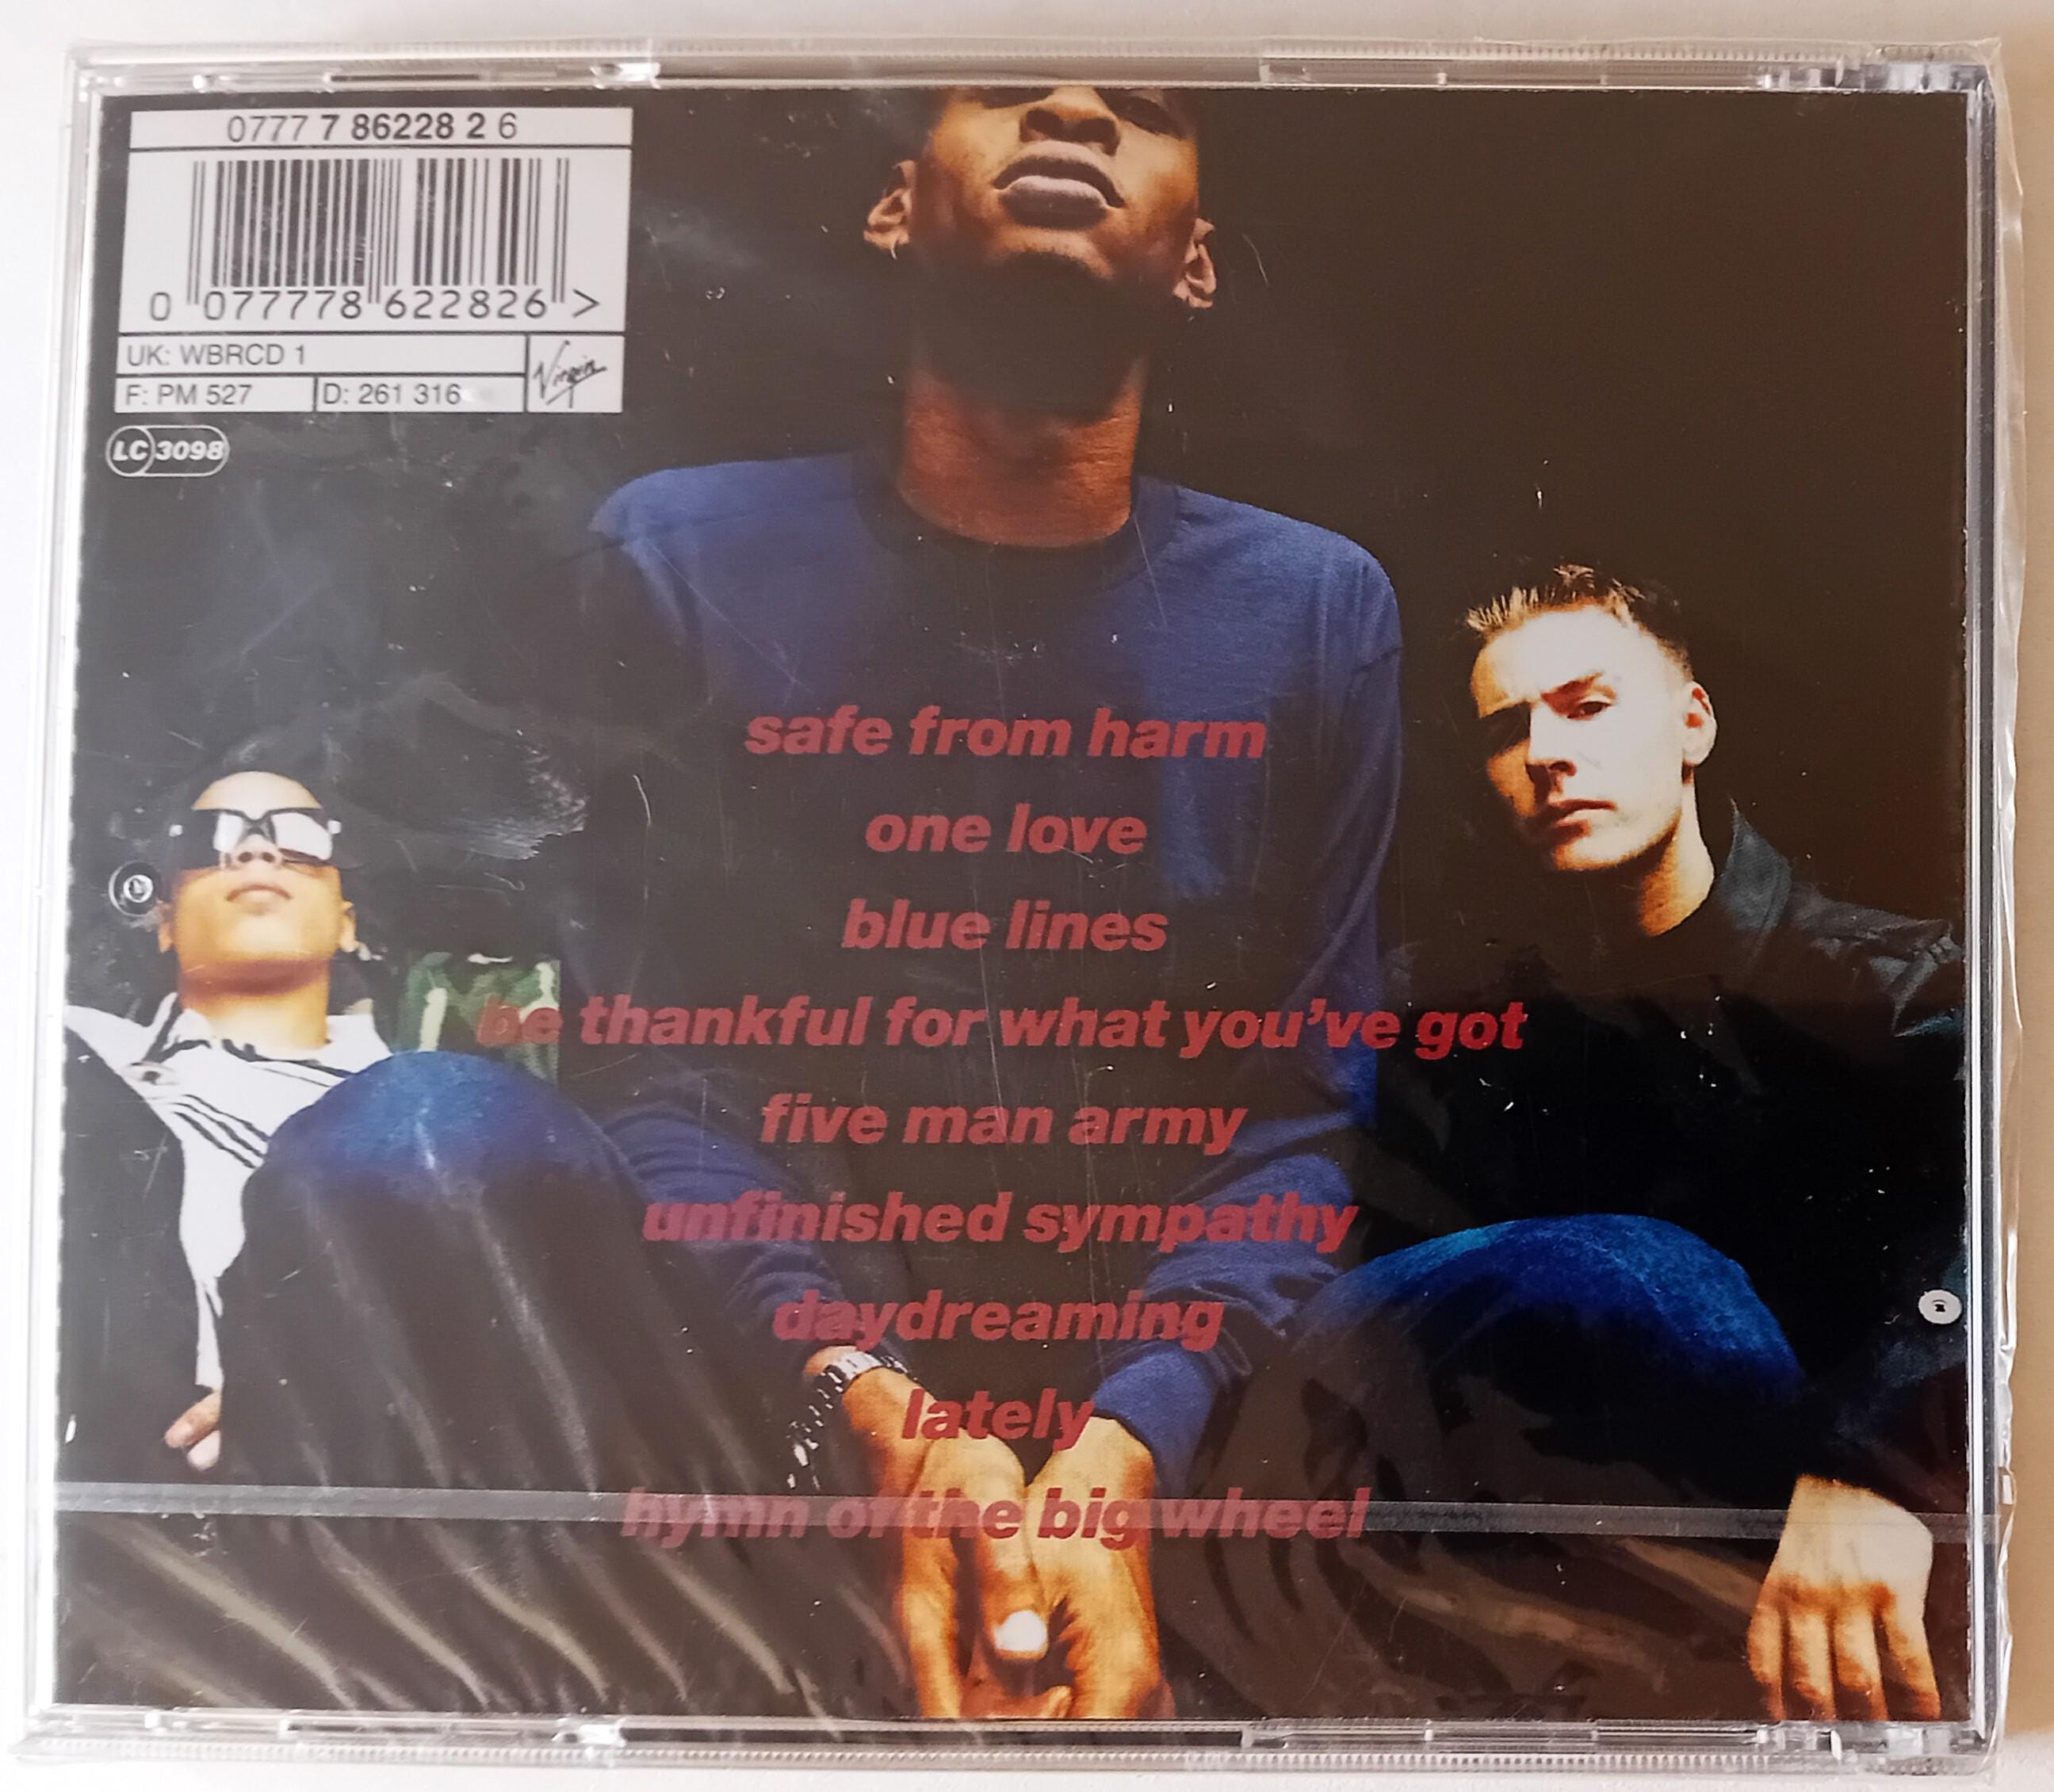 0777 7 86228 2 6
0 077778 622826 >
UK: WBRCD 1
F: PM 527 D: 261 316
Virgin
LC 3098
safe from harm
one love
blue lines
be thankful for what you've got
five man army
unfinished sympathy
daydreaming
lately
hymn of the big wheel